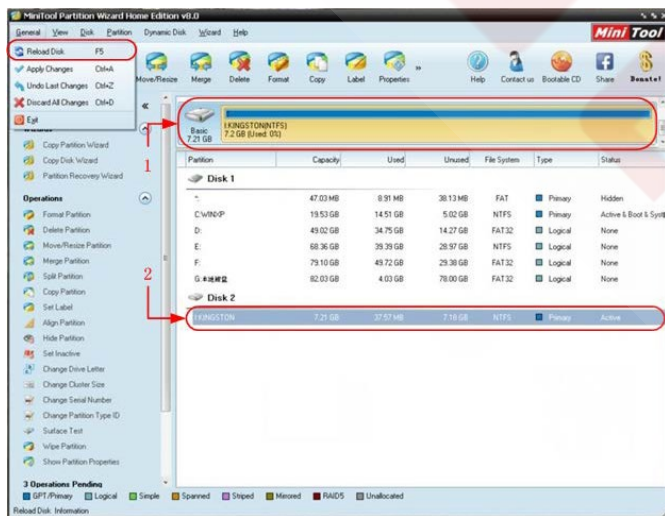 MiniTool Partition Wizard Home Edition v8.0
General View Disk Partition Dynamic Disk Wizard Help
Mini Tool
Reload Disk F5
Apply Changes Ctrl+A
Undo Last Changes Ctrl+Z
Discard All Changes Ctrl+D
Exit
Move/Resize Merge Delete Format Copy Label Properties » Help Contact us Bootable CD Share Donate!
«
Basic
7.21 GB
I:KINGSTON(NTFS)
7.2 GB (Used: 0%)
1
Wizards
Copy Partition Wizard
Copy Disk Wizard
Partition Recovery Wizard
Operations
Format Partition
Delete Partition
Move/Resize Partition
Merge Partition
Split Partition
Copy Partition
Set Label
Align Partition
Hide Partition
Set Inactive
Change Drive Letter
Change Cluster Size
Change Serial Number
Change Partition Type ID
Surface Test
Wipe Partition
Show Partition Properties
3 Operations Pending
2
Partition Capacity Used Unused File System Type Status
Disk 1
*: 47.03 MB 8.91 MB 38.13 MB FAT Primary Hidden
C:WINXP 19.53 GB 14.51 GB 5.02 GB NTFS Primary Active & Boot & Syst
D: 49.02 GB 34.75 GB 14.27 GB FAT32 Logical None
E: 68.36 GB 39.39 GB 28.97 GB NTFS Logical None
F: 79.10 GB 49.72 GB 29.38 GB FAT32 Logical None
G:本地磁盘 82.03 GB 4.03 GB 78.00 GB FAT32 Logical None
Disk 2
I:KINGSTON 7.21 GB 37.57 MB 7.18 GB NTFS Primary Active
GPT/Primary Logical Simple Spanned Striped Mirrored RAID5 Unallocated
Reload Disk Information